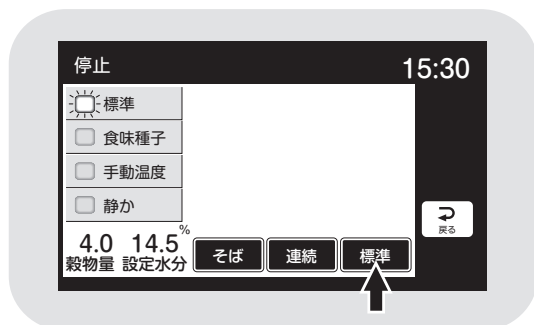 停止 15:30
標準
食味種子
手動温度
静か
戻る
4.0 14.5%
穀物量 設定水分
そば 連続 標準